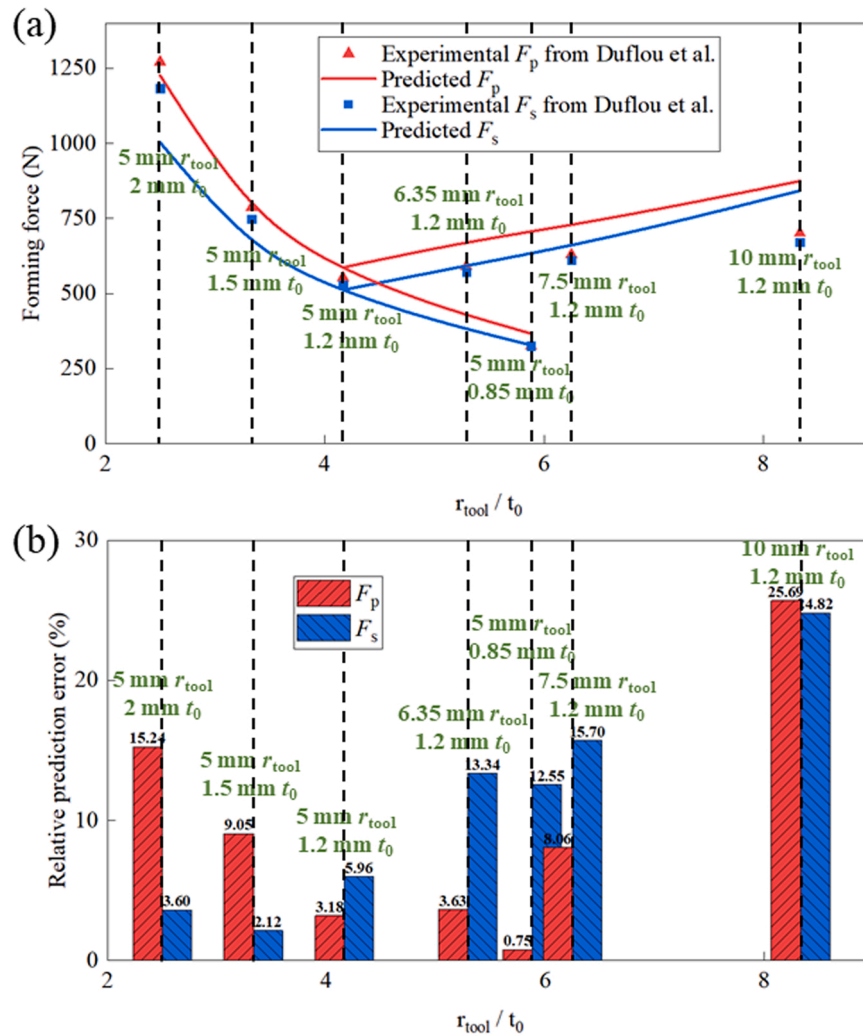 (a)
Experimental Fp from Duflou et al.
Predicted Fp
Experimental Fs from Duflou et al.
Predicted Fs
Forming force (N)
1250
1000
750
500
250
0
5 mm rtool
2 mm t0
5 mm rtool
1.5 mm t0
5 mm rtool
1.2 mm t0
6.35 mm rtool
1.2 mm t0
5 mm rtool
0.85 mm t0
7.5 mm rtool
1.2 mm t0
10 mm rtool
1.2 mm t0
2
4
6
8
rtool / t0
(b)
Relative prediction error (%)
30
20
10
0
Fp
Fs
5 mm rtool
2 mm t0
15.24
3.60
5 mm rtool
1.5 mm t0
9.05
2.12
5 mm rtool
1.2 mm t0
3.18
5.96
6.35 mm rtool
1.2 mm t0
3.63
13.34
5 mm rtool
0.85 mm t0
0.75
12.55
7.5 mm rtool
1.2 mm t0
8.06
15.70
10 mm rtool
1.2 mm t0
25.69
24.82
2
4
6
8
rtool / t0